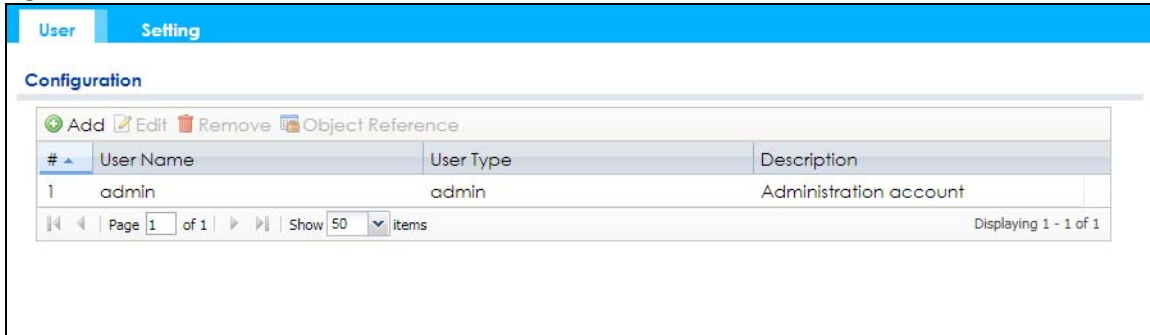 User Setting
Configuration
Add Edit Remove Object Reference
# User Name User Type Description
1 admin admin Administration account
Page 1 of 1 Show 50 items Displaying 1 - 1 of 1